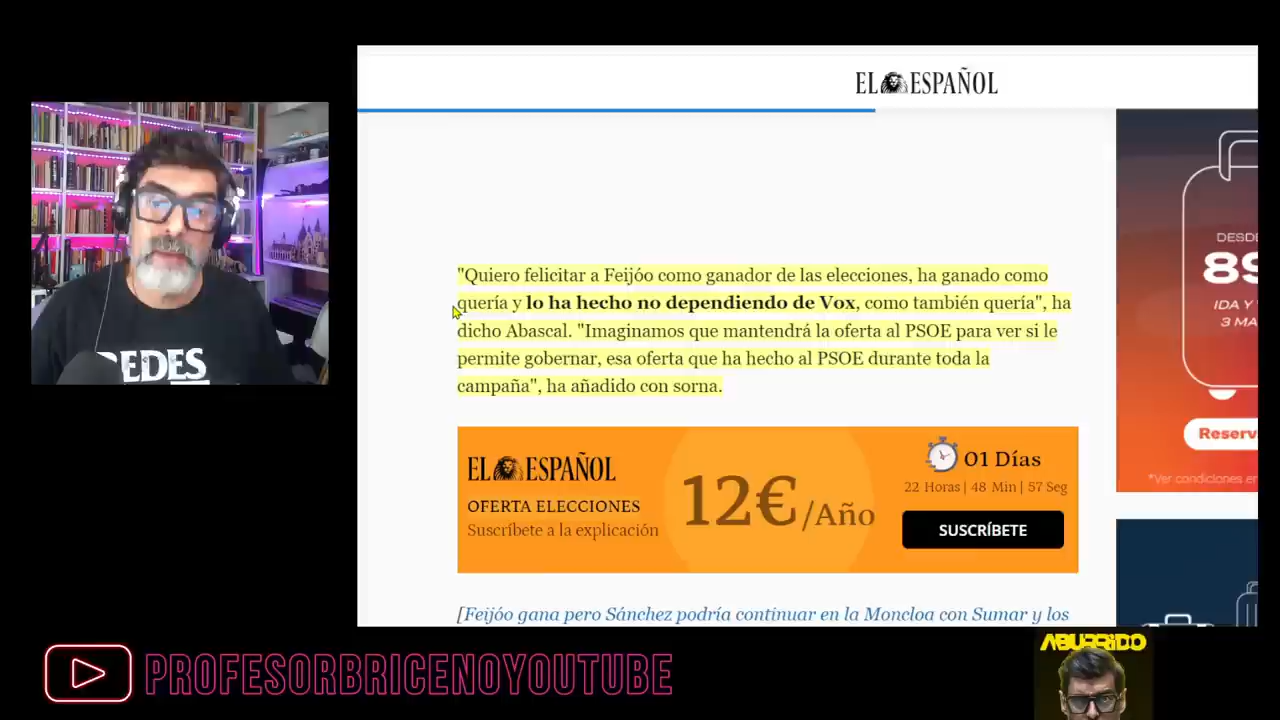 EL ESPAÑOL
"Quiero felicitar a Feijóo como ganador de las elecciones, ha ganado como
quería y lo ha hecho no dependiendo de Vox, como también quería", ha
dicho Abascal. "Imaginamos que mantendrá la oferta al PSOE para ver si le
permite gobernar, esa oferta que ha hecho al PSOE durante toda la
campaña", ha añadido con sorna.
EL ESPAÑOL
OFERTA ELECCIONES
Suscríbete a la explicación
12€/Año
01 Días
22 Horas | 48 Min | 57 Seg
SUSCRÍBETE
[Feijóo gana pero Sánchez podría continuar en la Moncloa con Sumar y los
IDA Y
3 MA
*Ver condiciones en
PROFESORBRICENOYOUTUBE
ABURRIDO